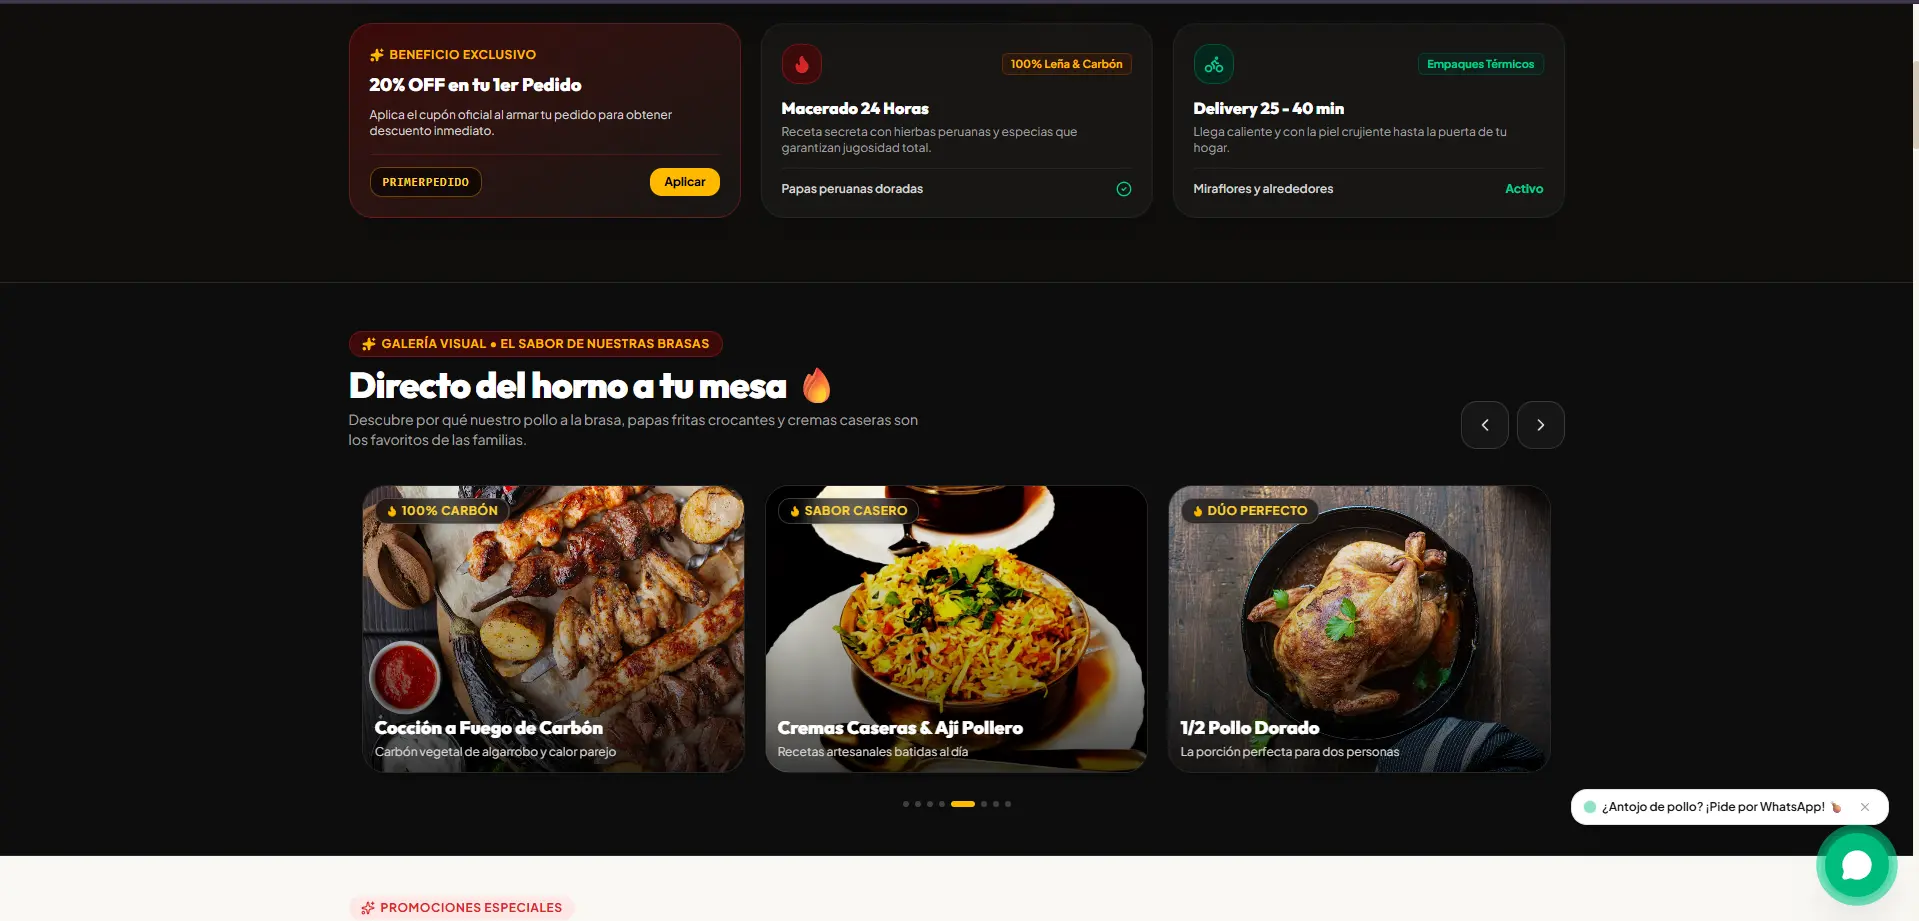 BENEFICIO EXCLUSIVO
20% OFF en tu 1er Pedido
Aplica el cupón oficial al armar tu pedido para obtener
descuento inmediato.
PRIMERPEDIDO
Aplicar
100% Leña & Carbón
Macerado 24 Horas
Receta secreta con hierbas peruanas y especias que
garantizan jugosidad total.
Papas peruanas doradas
Empaques Térmicos
Delivery 25 - 40 min
Llega caliente y con la piel crujiente hasta la puerta de tu
hogar.
Miraflores y alrededores
Activo
GALERÍA VISUAL • EL SABOR DE NUESTRAS BRASAS
Directo del horno a tu mesa 🔥
Descubre por qué nuestro pollo a la brasa, papas fritas crocantes y cremas caseras son
los favoritos de las familias.
100% CARBÓN
Cocción a Fuego de Carbón
Carbón vegetal de algarrobo y calor parejo
SABOR CASERO
Cremas Caseras & Ají Pollero
Recetas artesanales batidas al día
DÚO PERFECTO
1/2 Pollo Dorado
La porción perfecta para dos personas
¿Antojo de pollo? ¡Pide por WhatsApp! 🍗
PROMOCIONES ESPECIALES